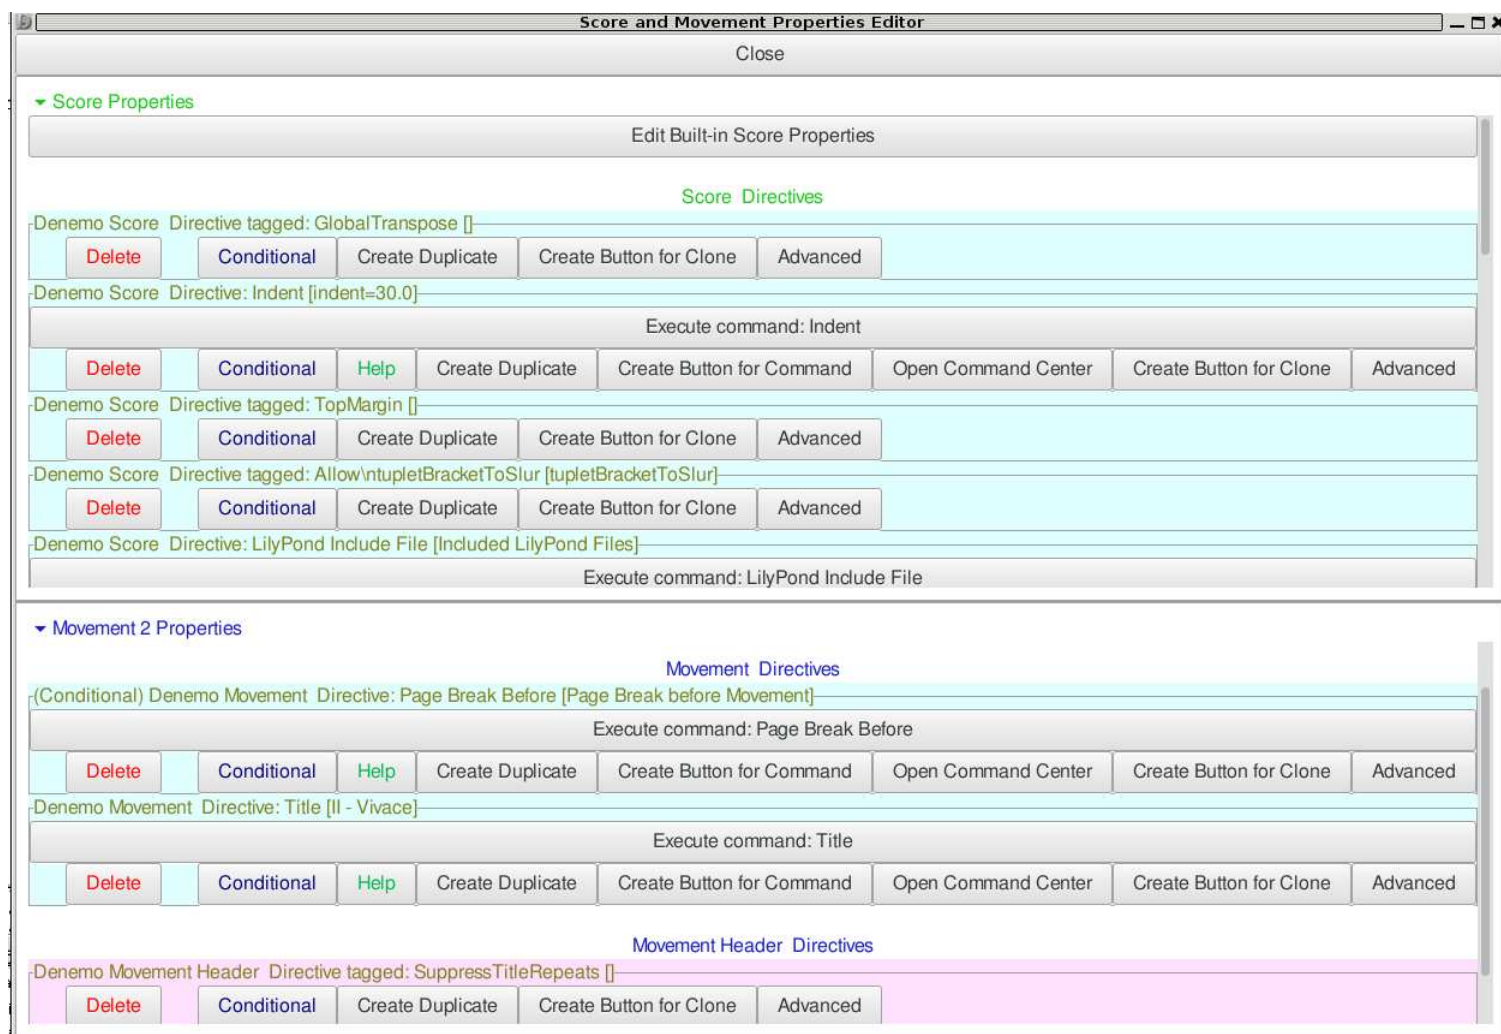 Score and Movement Properties Editor
Close
Score Properties
Edit Built-in Score Properties
Score Directives
Denemo Score Directive tagged: GlobalTranspose []
Delete Conditional Create Duplicate Create Button for Clone Advanced
Denemo Score Directive: Indent [indent=30.0]
Execute command: Indent
Delete Conditional Help Create Duplicate Create Button for Command Open Command Center Create Button for Clone Advanced
Denemo Score Directive tagged: TopMargin []
Delete Conditional Create Duplicate Create Button for Clone Advanced
Denemo Score Directive tagged: Allow\ntupletBracketToSlur [tupletBracketToSlur]
Delete Conditional Create Duplicate Create Button for Clone Advanced
Denemo Score Directive: LilyPond Include File [Included LilyPond Files]
Execute command: LilyPond Include File
Movement 2 Properties
Movement Directives
(Conditional) Denemo Movement Directive: Page Break Before [Page Break before Movement]
Execute command: Page Break Before
Delete Conditional Help Create Duplicate Create Button for Command Open Command Center Create Button for Clone Advanced
Denemo Movement Directive: Title [II - Vivace]
Execute command: Title
Delete Conditional Help Create Duplicate Create Button for Command Open Command Center Create Button for Clone Advanced
Movement Header Directives
Denemo Movement Header Directive tagged: SuppressTitleRepeats []
Delete Conditional Create Duplicate Create Button for Clone Advanced